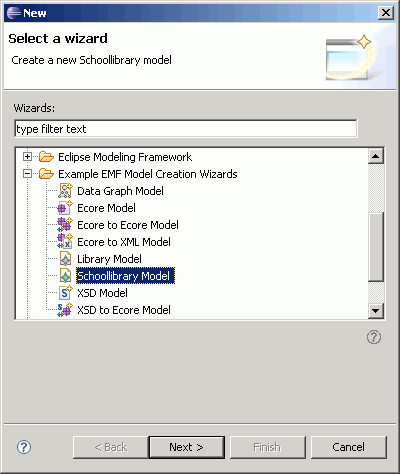 New
Select a wizard
Create a new Schoollibrary model
Wizards:
type filter text
Eclipse Modeling Framework
Example EMF Model Creation Wizards
Data Graph Model
Ecore Model
Ecore to Ecore Model
Ecore to XML Model
Library Model
Schoollibrary Model
XSD Model
XSD to Ecore Model
< Back Next > Finish Cancel